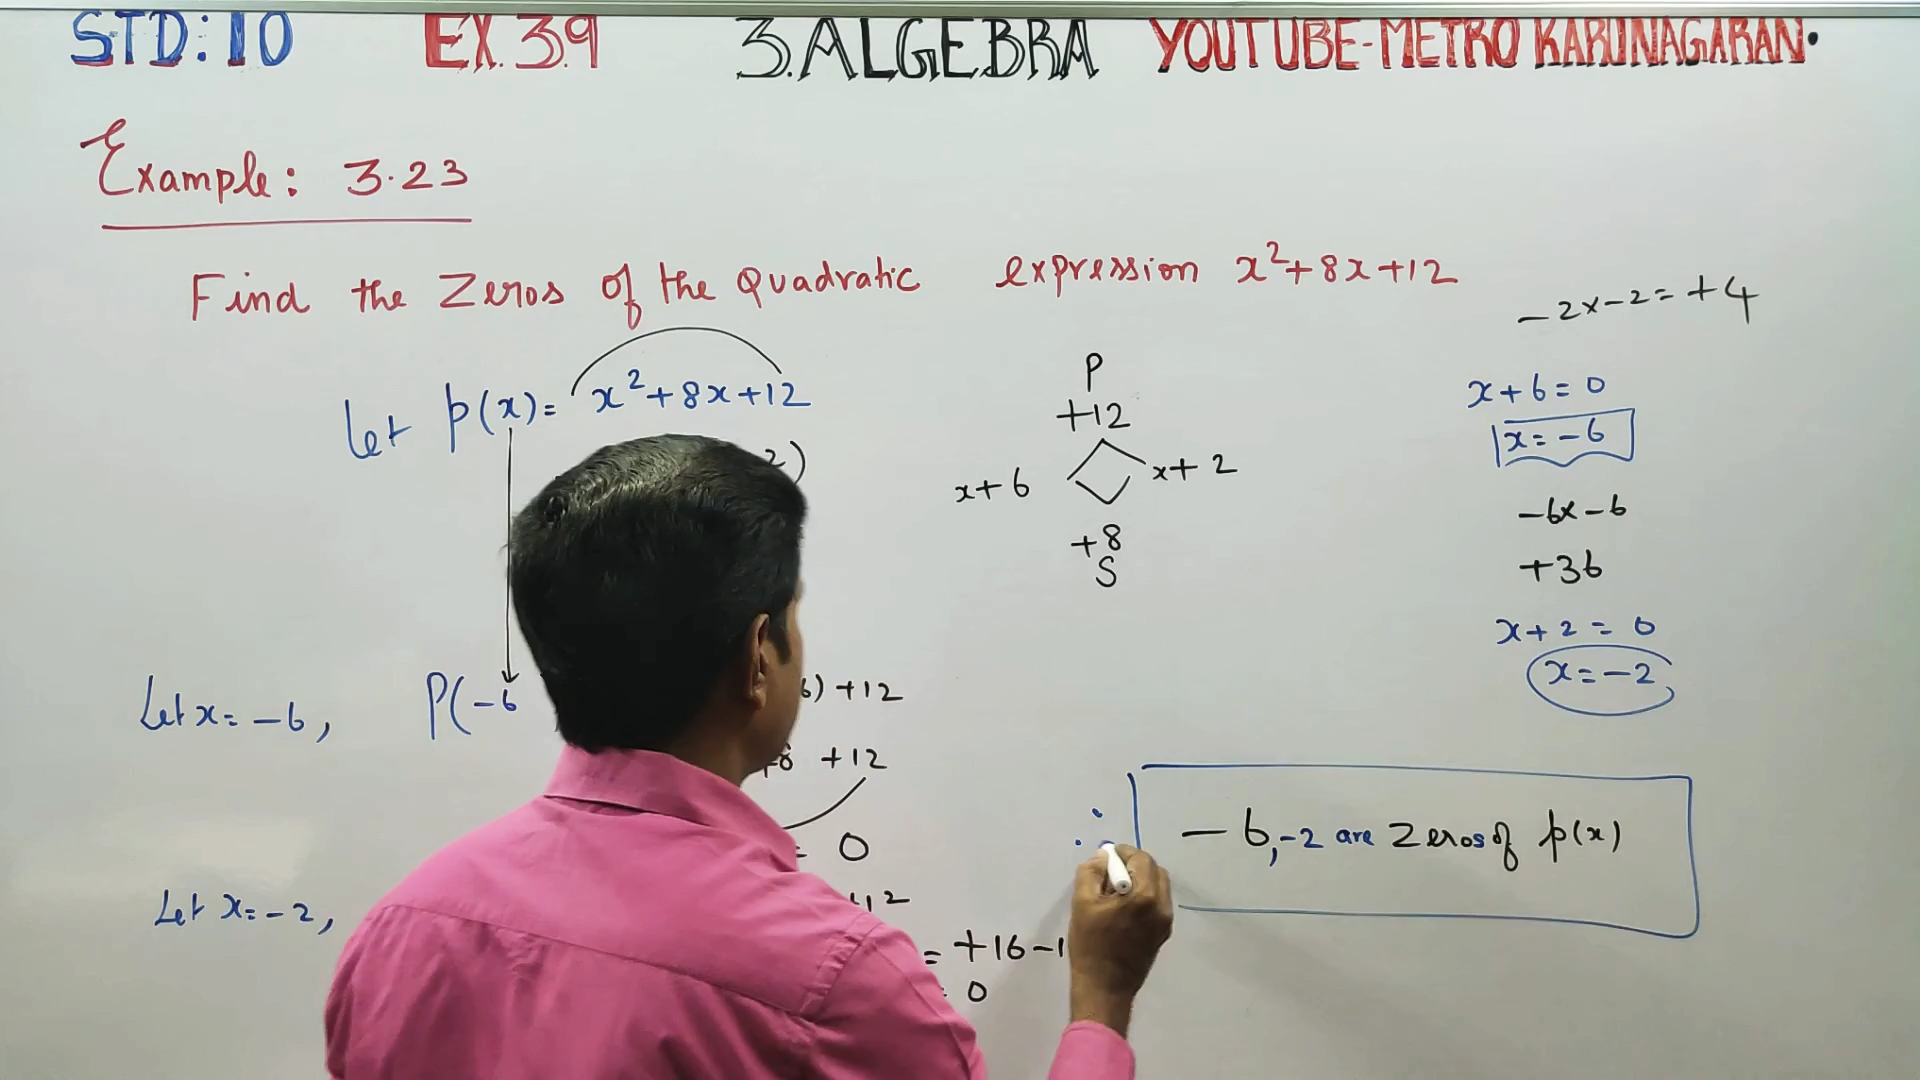 STD: 10 EX. 3.9 3. ALGEBRA YOUTUBE-METRO KARUNAGARAN.
Example: 3.23
Find the Zeros of the Quadratic expression x²+8x+12
Let p(x)= x²+8x+12
2)
Let x= -6, P(-6
6) +12
+12
= 0
Let x=-2,
= +16-1
= 0
P
+12
x+6 x+2
+8
S
-2x-2=+4
x+6=0
x=-6
-6x-6
+36
x+2=0
x=-2
∴ -6,-2 are Zeros of p(x)